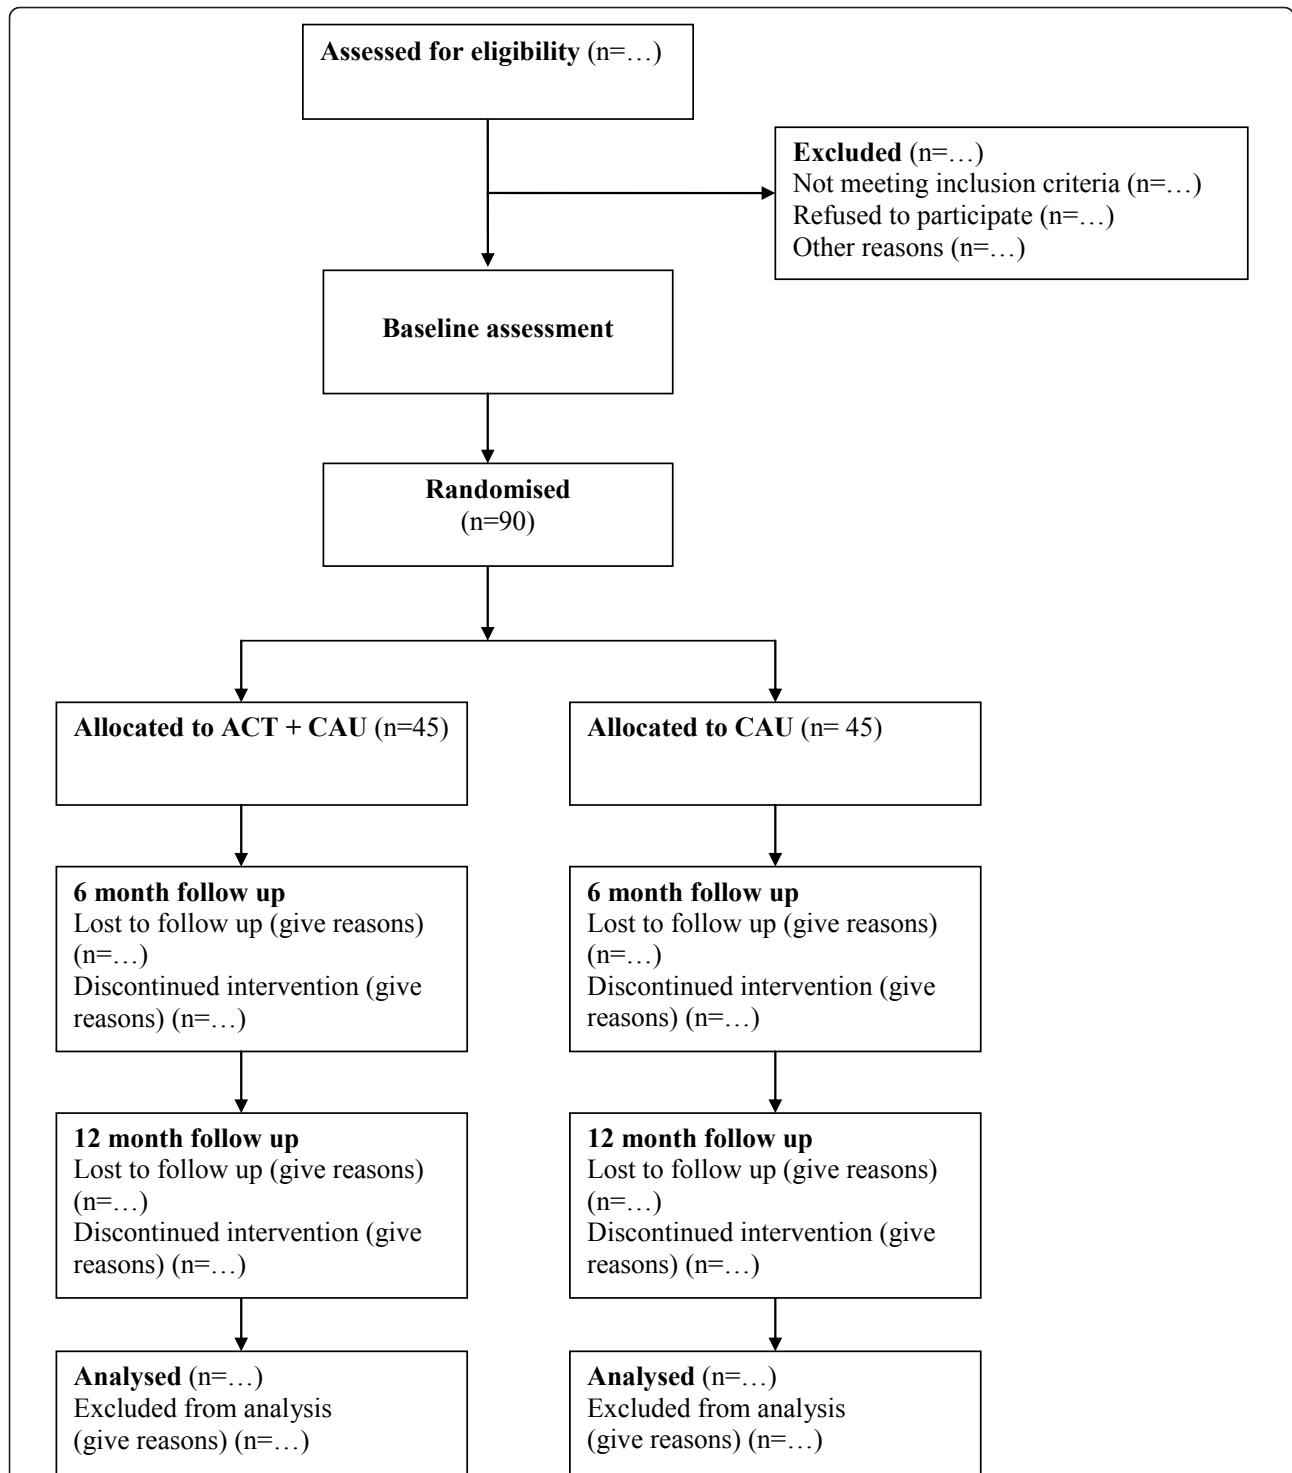 Assessed for eligibility (n=…)
Excluded (n=…)
Not meeting inclusion criteria (n=…)
Refused to participate (n=…)
Other reasons (n=…)
Baseline assessment
Randomised
(n=90)
Allocated to ACT + CAU (n=45)
Allocated to CAU (n= 45)
6 month follow up
Lost to follow up (give reasons)
(n=…)
Discontinued intervention (give
reasons) (n=…)
6 month follow up
Lost to follow up (give reasons)
(n=…)
Discontinued intervention (give
reasons) (n=…)
12 month follow up
Lost to follow up (give reasons)
(n=…)
Discontinued intervention (give
reasons) (n=…)
12 month follow up
Lost to follow up (give reasons)
(n=…)
Discontinued intervention (give
reasons) (n=…)
Analysed (n=…)
Excluded from analysis
(give reasons) (n=…)
Analysed (n=…)
Excluded from analysis
(give reasons) (n=…)